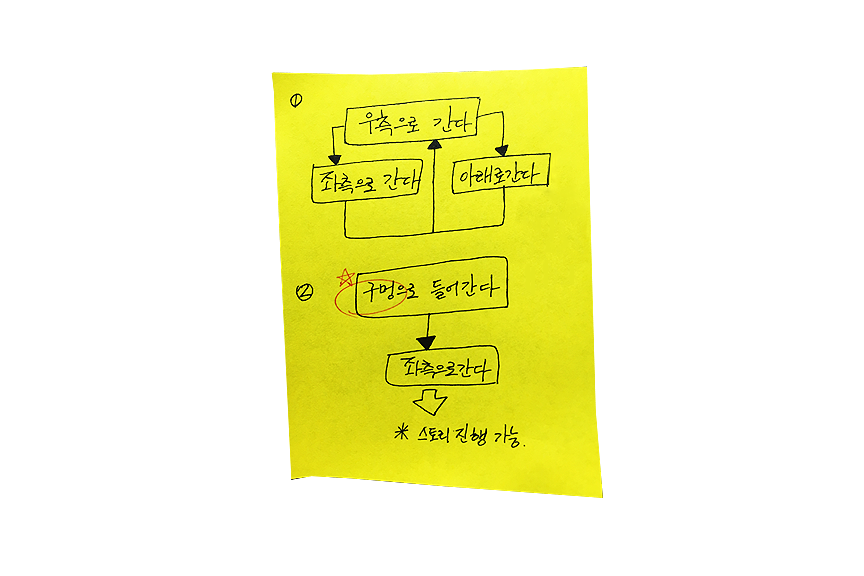 ①
우측으로 간다
좌측으로 간다
아래로간다
②
구멍으로 들어간다
좌측으로간다
* 스토리 진행 가능.